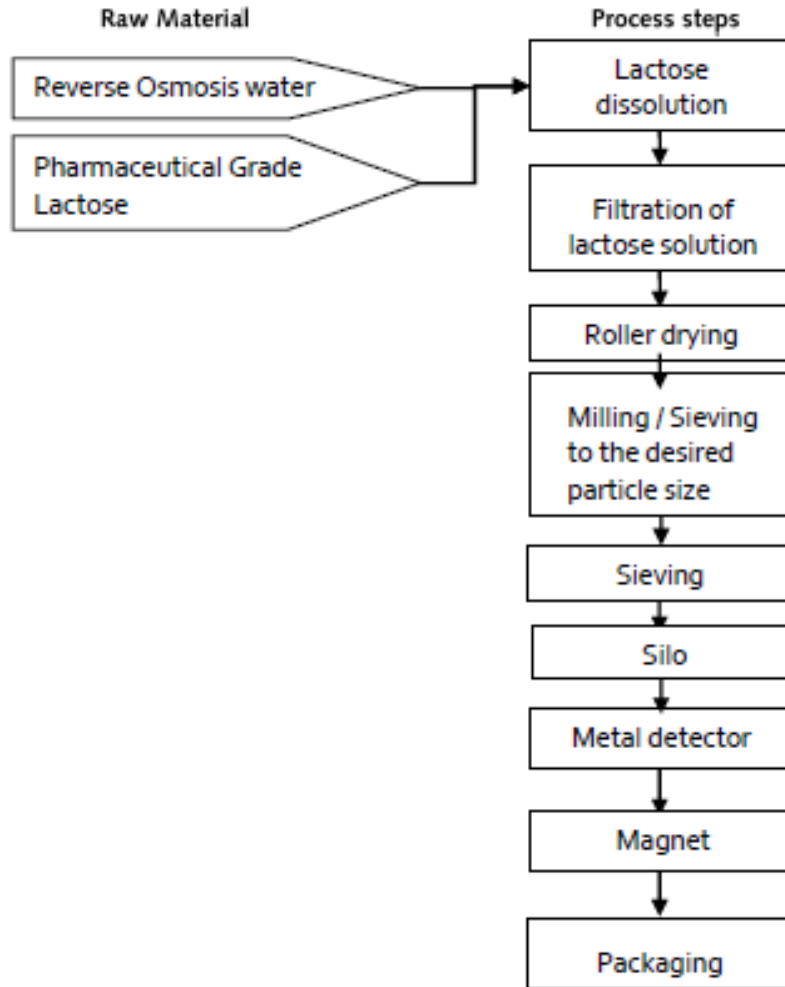 Raw Material
Process steps
Reverse Osmosis water
Pharmaceutical Grade
Lactose
Lactose
dissolution
Filtration of
lactose solution
Roller drying
Milling / Sieving
to the desired
particle size
Sieving
Silo
Metal detector
Magnet
Packaging